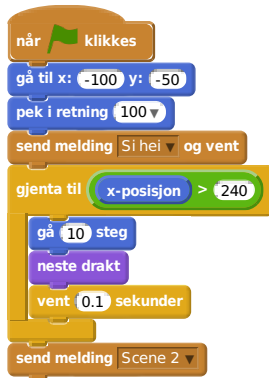 når klikkes
gå til x: -100 y: -50
pek i retning 100
send melding Si hei og vent
gjenta til x-posisjon > 240
gå 10 steg
neste drakt
vent 0.1 sekunder
send melding Scene 2